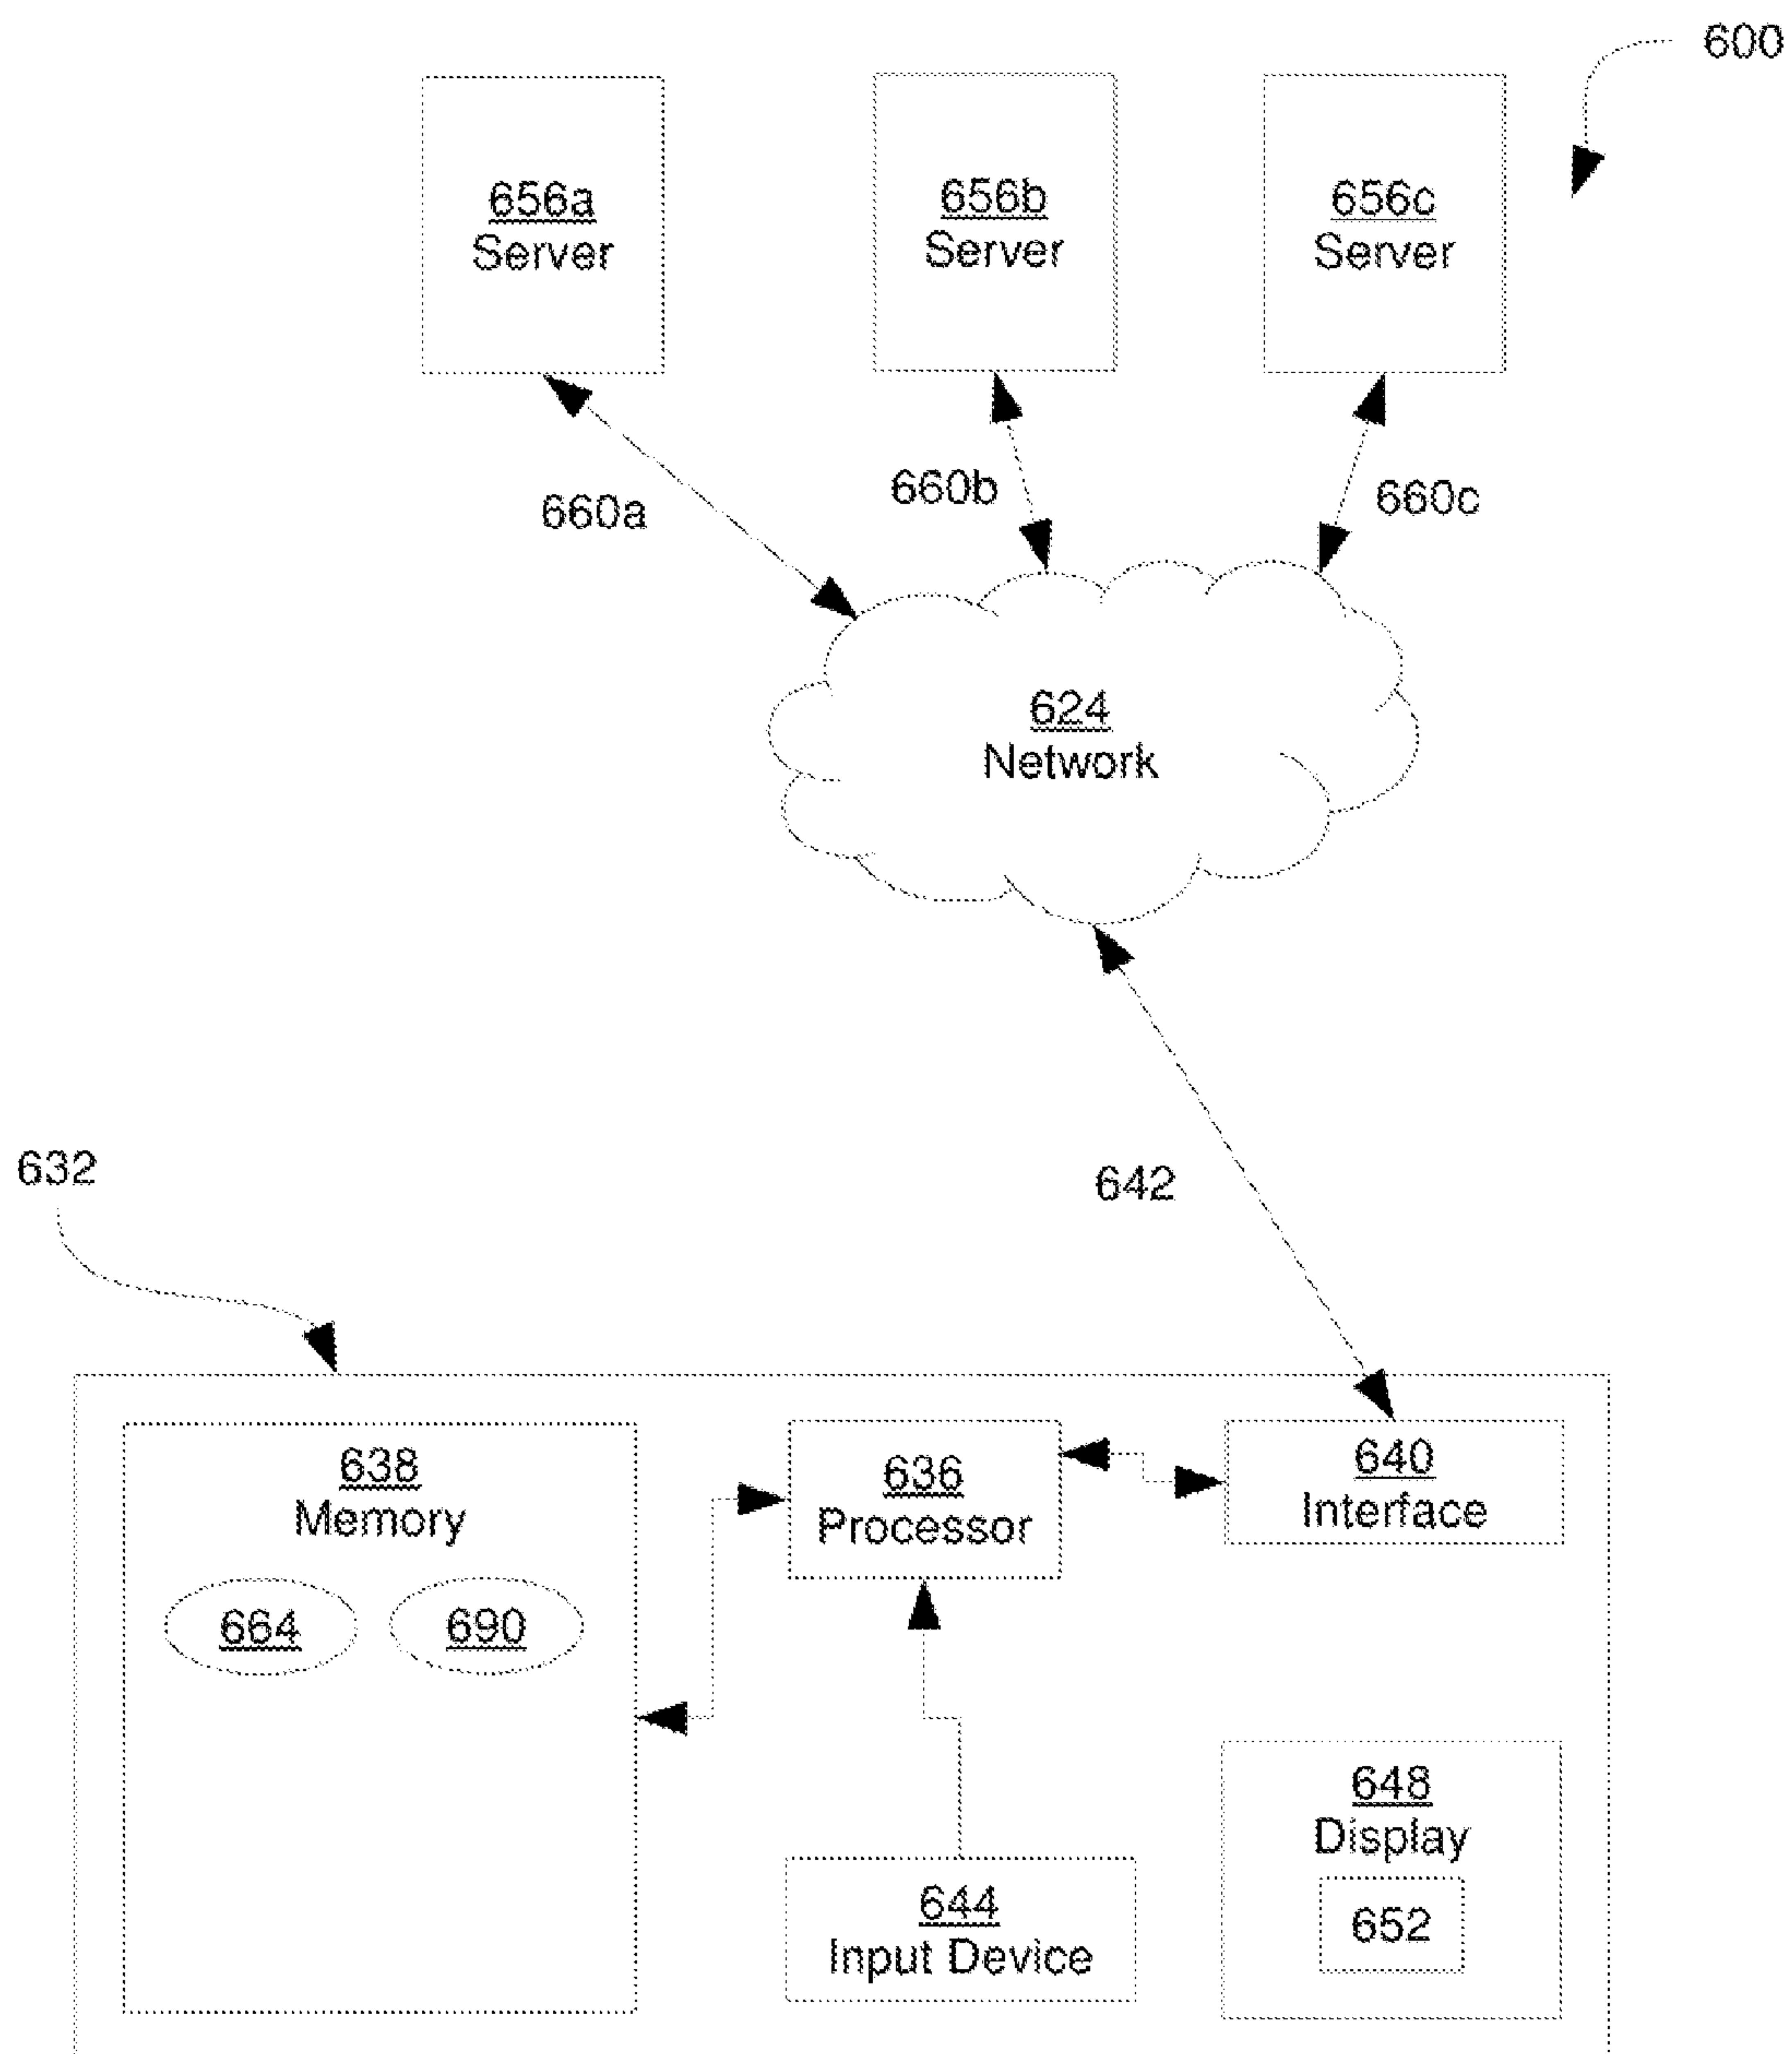 600
656a
Server
656b
Server
656c
Server
660a
660b
660c
624
Network
632
642
638
Memory
664
690
636
Processor
640
Interface
644
Input Device
648
Display
652